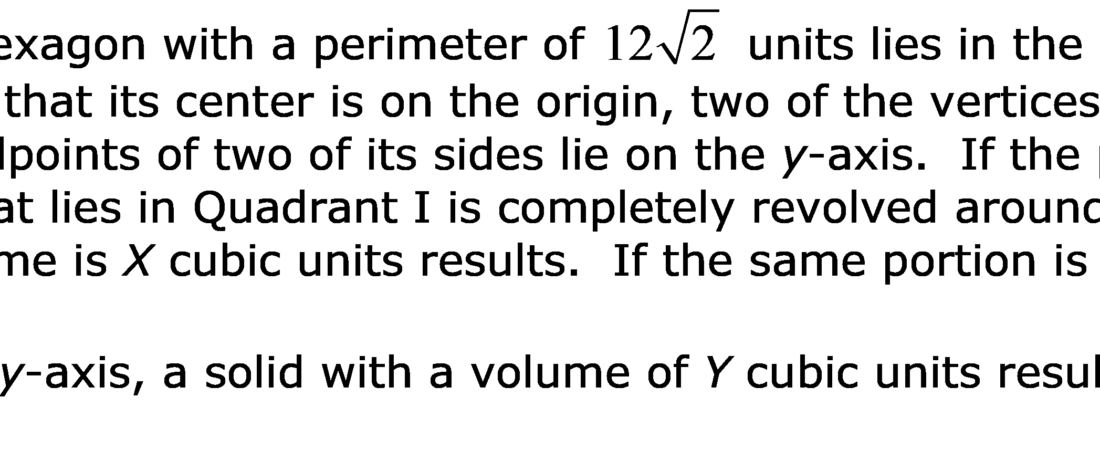 exagon with a perimeter of 12√2 units lies in the
that its center is on the origin, two of the vertices
points of two of its sides lie on the y-axis. If the
at lies in Quadrant I is completely revolved around
me is X cubic units results. If the same portion is
y-axis, a solid with a volume of Y cubic units resul